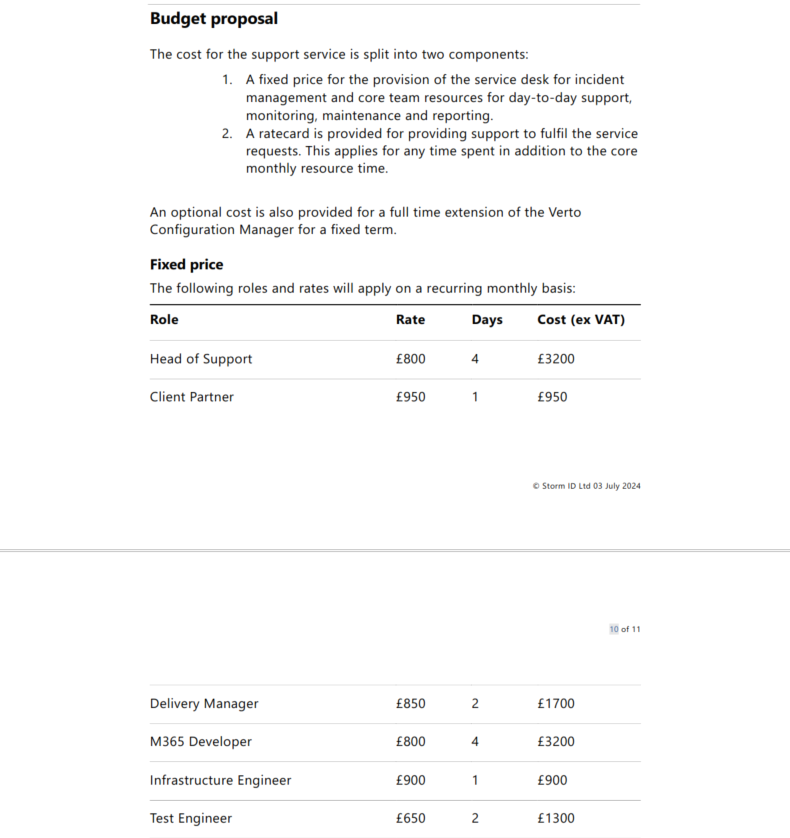 Budget proposal
The cost for the support service is split into two components:
1. A fixed price for the provision of the service desk for incident
management and core team resources for day-to-day support,
monitoring, maintenance and reporting.
2. A ratecard is provided for providing support to fulfil the service
requests. This applies for any time spent in addition to the core
monthly resource time.
An optional cost is also provided for a full time extension of the Verto
Configuration Manager for a fixed term.
Fixed price
The following roles and rates will apply on a recurring monthly basis:
Role Rate Days Cost (ex VAT)
Head of Support £800 4 £3200
Client Partner £950 1 £950
© Storm ID Ltd 03 July 2024
10 of 11
Delivery Manager £850 2 £1700
M365 Developer £800 4 £3200
Infrastructure Engineer £900 1 £900
Test Engineer £650 2 £1300